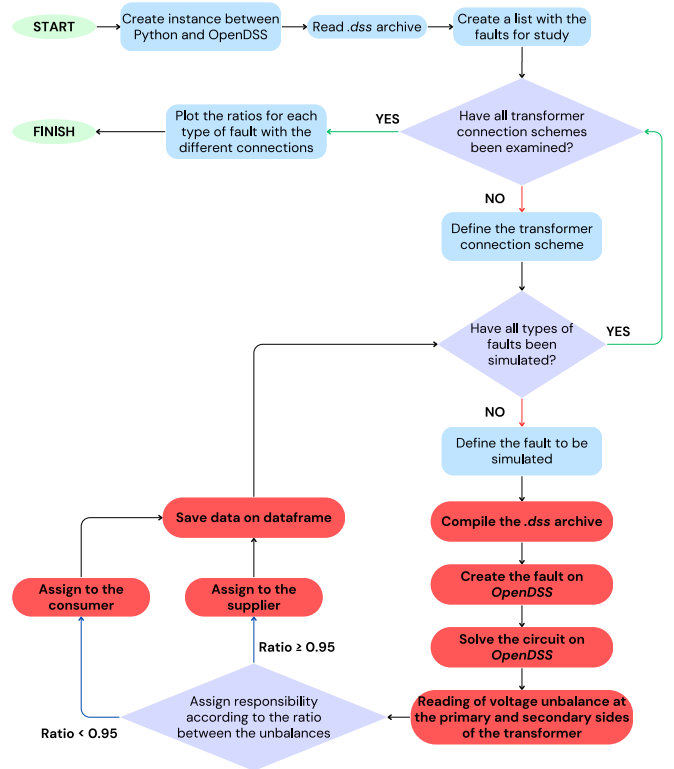 START
Create instance between
Python and OpenDSS
Read .dss archive
Create a list with the
faults for study
FINISH
Plot the ratios for each
type of fault with the
different connections
YES
Have all transformer
connection schemes
been examined?
NO
Define the transformer
connection scheme
Have all types of
faults been
simulated?
YES
NO
Define the fault to be
simulated
Save data on dataframe
Compile the .dss archive
Assign to the
consumer
Assign to the
supplier
Create the fault on
OpenDSS
Ratio ≥ 0.95
Solve the circuit on
OpenDSS
Assign responsibility
according to the ratio
between the unbalances
Reading of voltage unbalance at
the primary and secondary sides
of the transformer
Ratio < 0.95